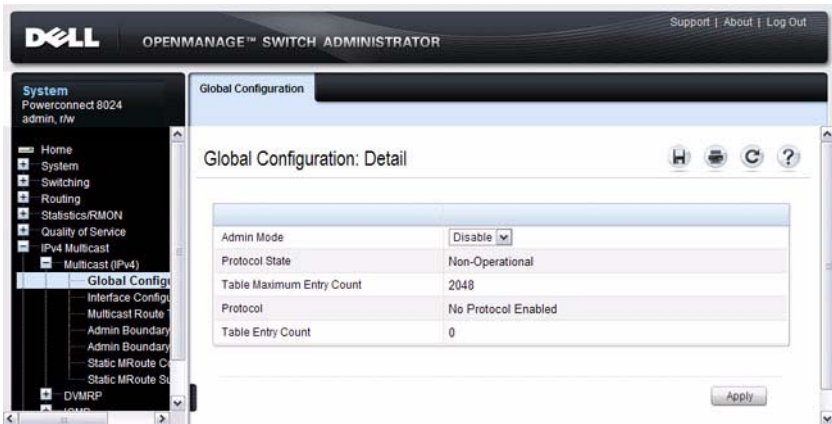 Support | About | Log Out
DELL
OPENMANAGE™ SWITCH ADMINISTRATOR
System
Powerconnect 8024
admin, r/w
Global Configuration
Home
System
Switching
Routing
Statistics/RMON
Quality of Service
IPv4 Multicast
Multicast (IPv4)
Global Configu
Interface Configu
Multicast Route
Admin Boundary
Admin Boundary
Static MRoute Co
Static MRoute Su
DVMRP
Global Configuration: Detail
Admin Mode Disable
Protocol State Non-Operational
Table Maximum Entry Count 2048
Protocol No Protocol Enabled
Table Entry Count 0
Apply